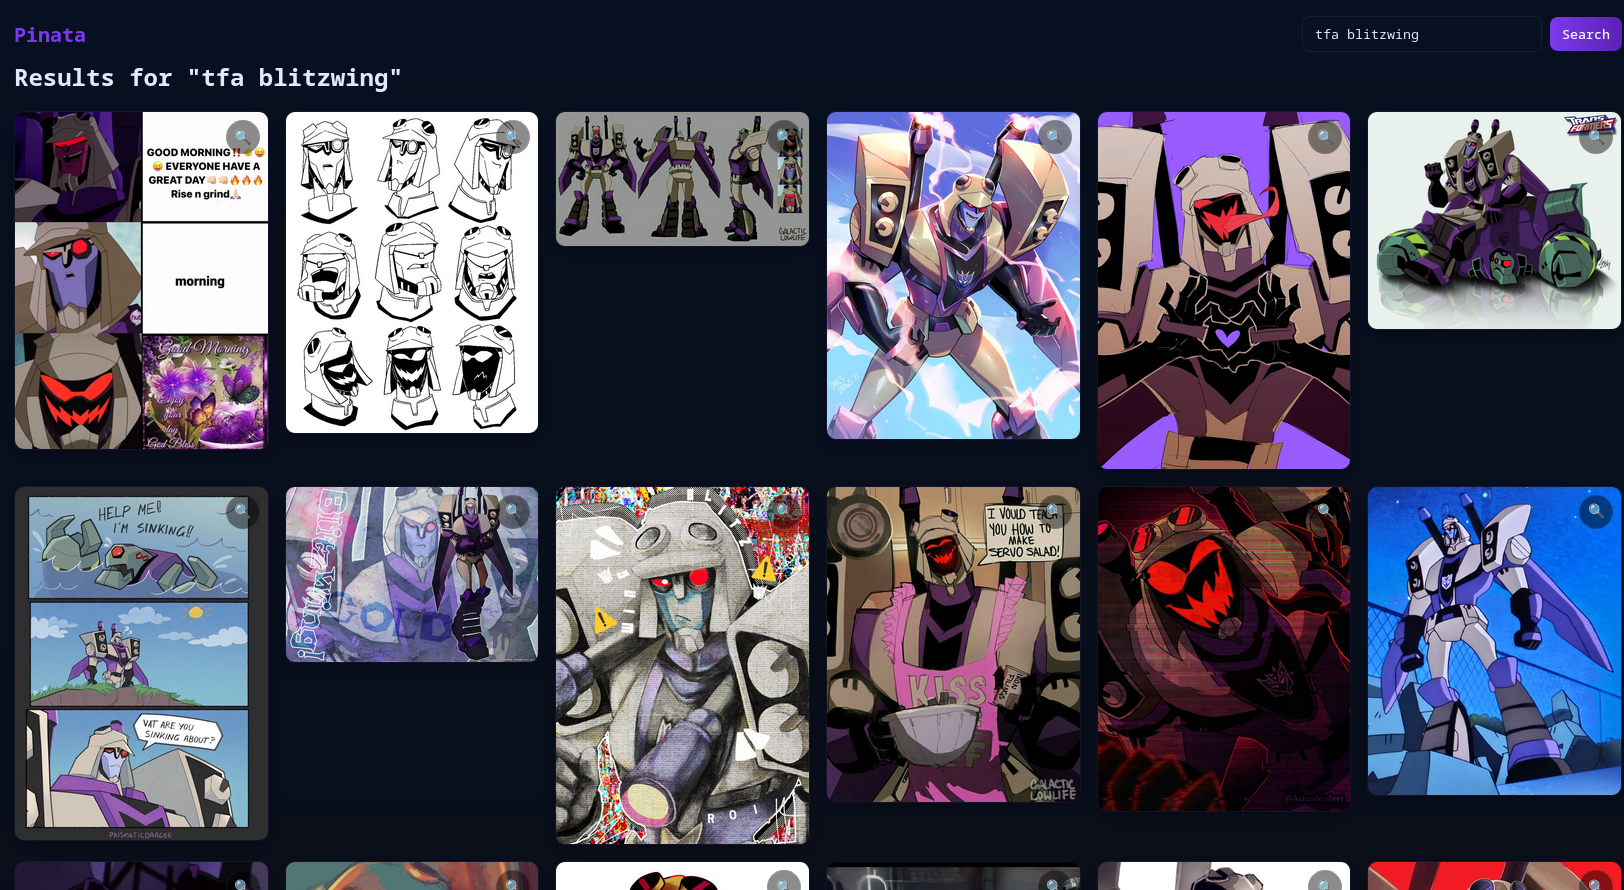 Pinata
tfa blitzwing
Search
Results for "tfa blitzwing"
GOOD MORNING‼️
😛 EVERYONE HAVE A
GREAT DAY👊🏻👊🏻🔥🔥🔥
Rise n grind🙏🏻
morning
Good Morning
Enjoy
your
day
God Bless
GALACTIC
LOWLIFE
TRANSFORMERS
HELP ME!!
I'M SINKING!!
VAT ARE YOU
SINKING ABOUT?
PRISMATICDRAGEE
Blitzwing!
COLD
I VOULD TEACH
YOU HOW TO
MAKE
SERVO SALAD!
KISS
GALACTIC
LOWLIFE